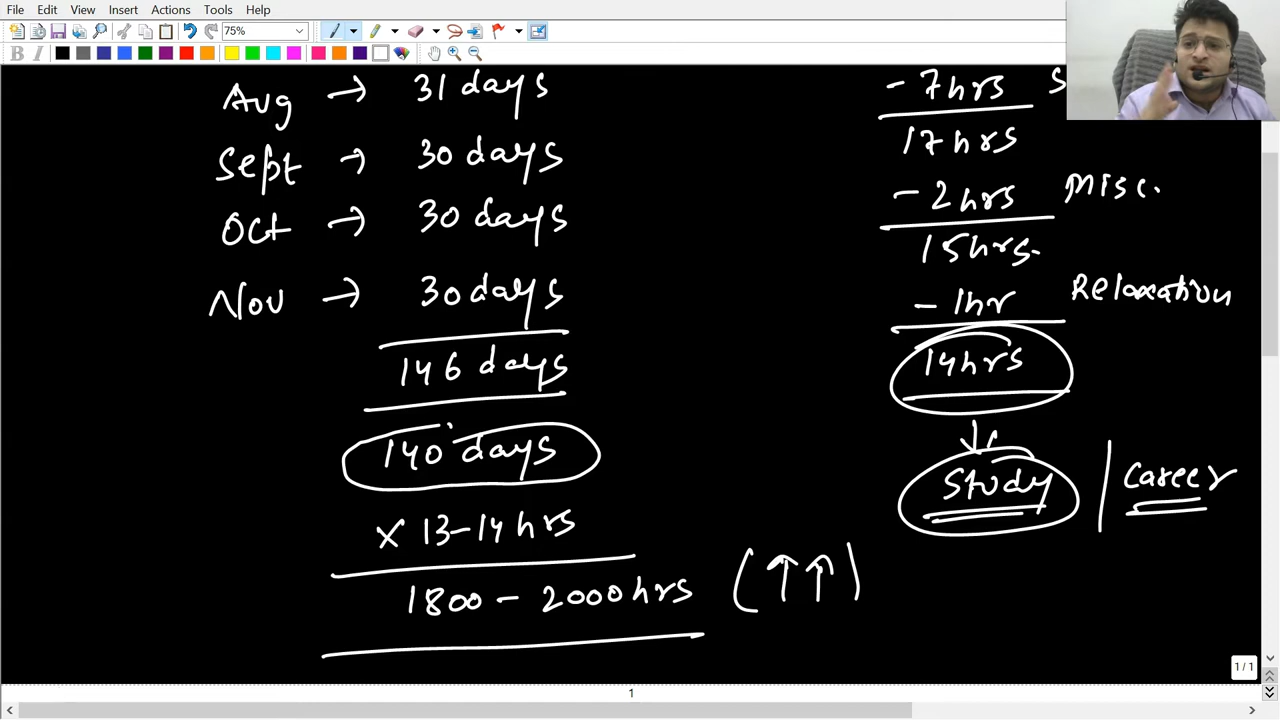 File Edit View Insert Actions Tools Help
75%
B I U
Aug → 31 days
Sept → 30 days
Oct → 30 days
Nov → 30 days
146 days
140 days
× 13-14 hrs
1800 - 2000 hrs (↑↑)
- 7hrs S
17 hrs
- 2hrs Misc.
15hrs.
- 1hr Relaxation
14hrs
↓
Study | Career
1/1
1